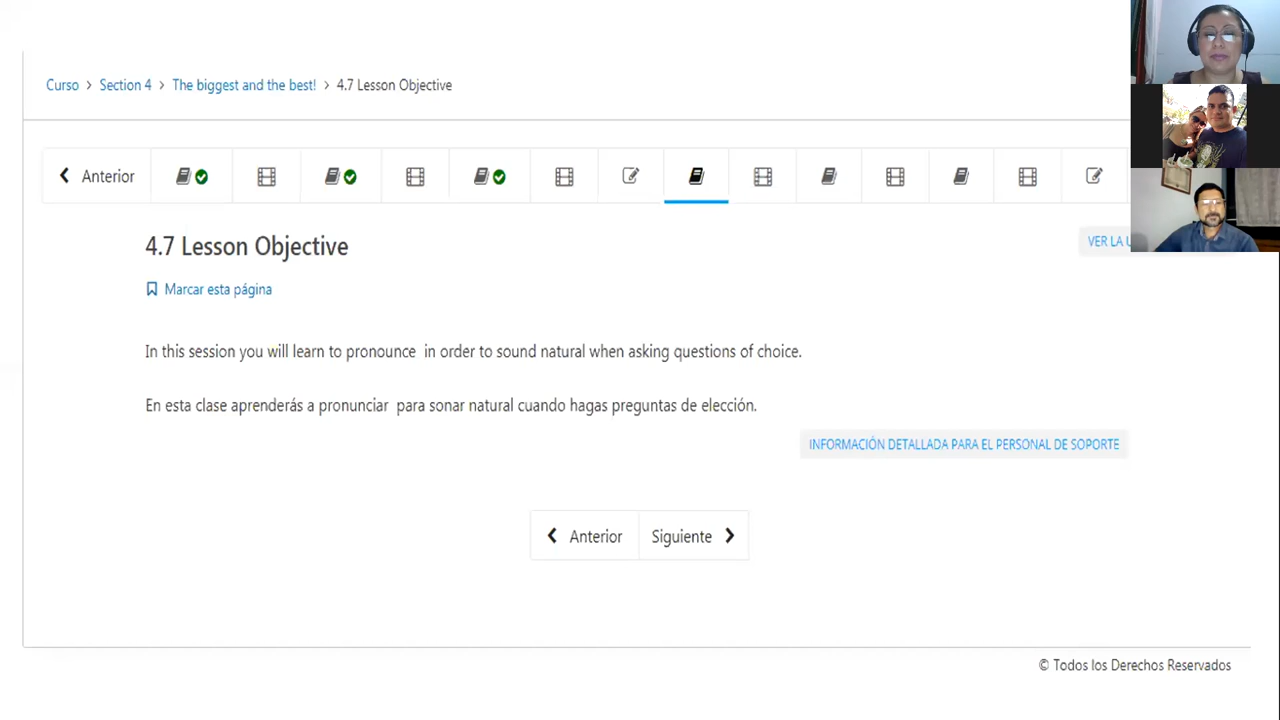 Curso > Section 4 > The biggest and the best! > 4.7 Lesson Objective
Anterior
4.7 Lesson Objective
VER LA
Marcar esta página
In this session you will learn to pronounce in order to sound natural when asking questions of choice.
En esta clase aprenderás a pronunciar para sonar natural cuando hagas preguntas de elección.
INFORMACIÓN DETALLADA PARA EL PERSONAL DE SOPORTE
Anterior Siguiente
© Todos los Derechos Reservados